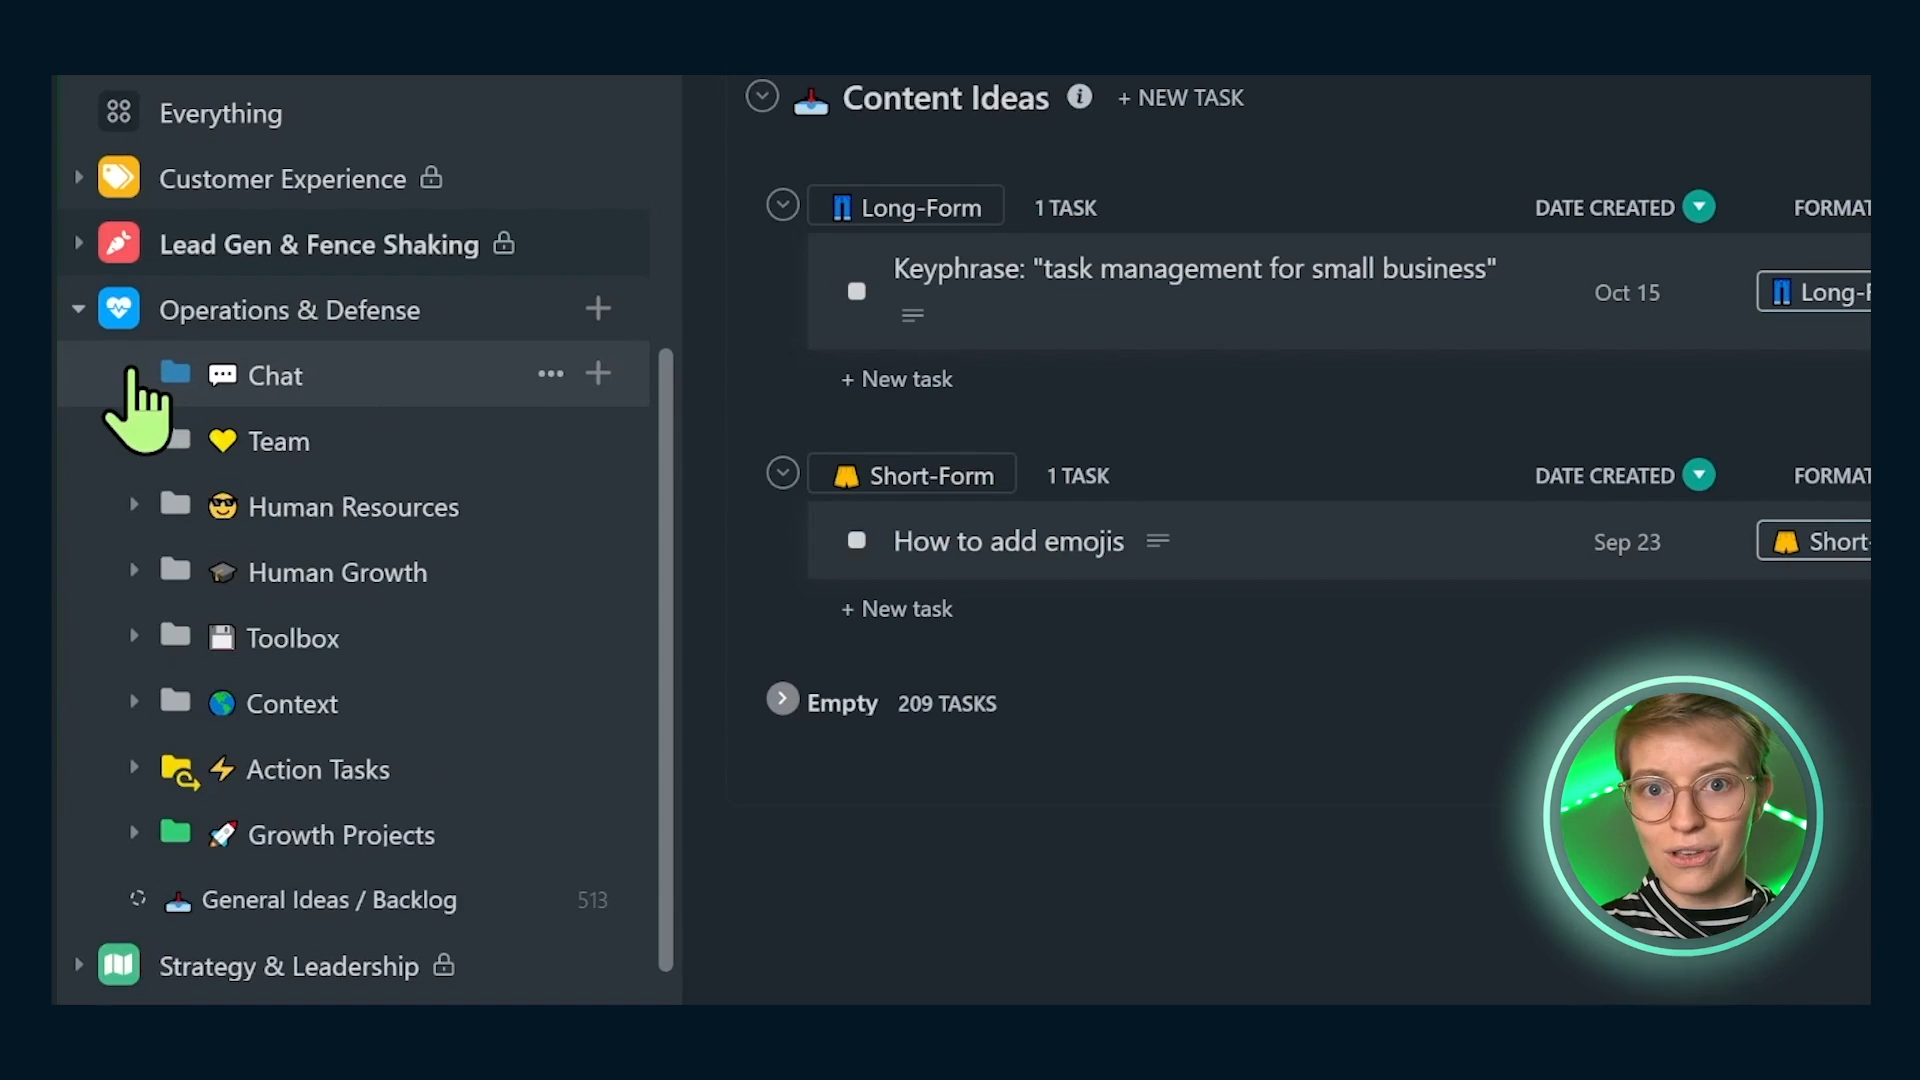 Everything
Customer Experience
Lead Gen & Fence Shaking
Operations & Defense
Chat
Team
Human Resources
Human Growth
Toolbox
Context
Action Tasks
Growth Projects
General Ideas / Backlog 513
Strategy & Leadership
Content Ideas + NEW TASK
Long-Form 1 TASK DATE CREATED FORMAT
Keyphrase: "task management for small business"
Oct 15 Long-F
+ New task
Short-Form 1 TASK DATE CREATED FORMAT
How to add emojis Sep 23 Short-
+ New task
Empty 209 TASKS